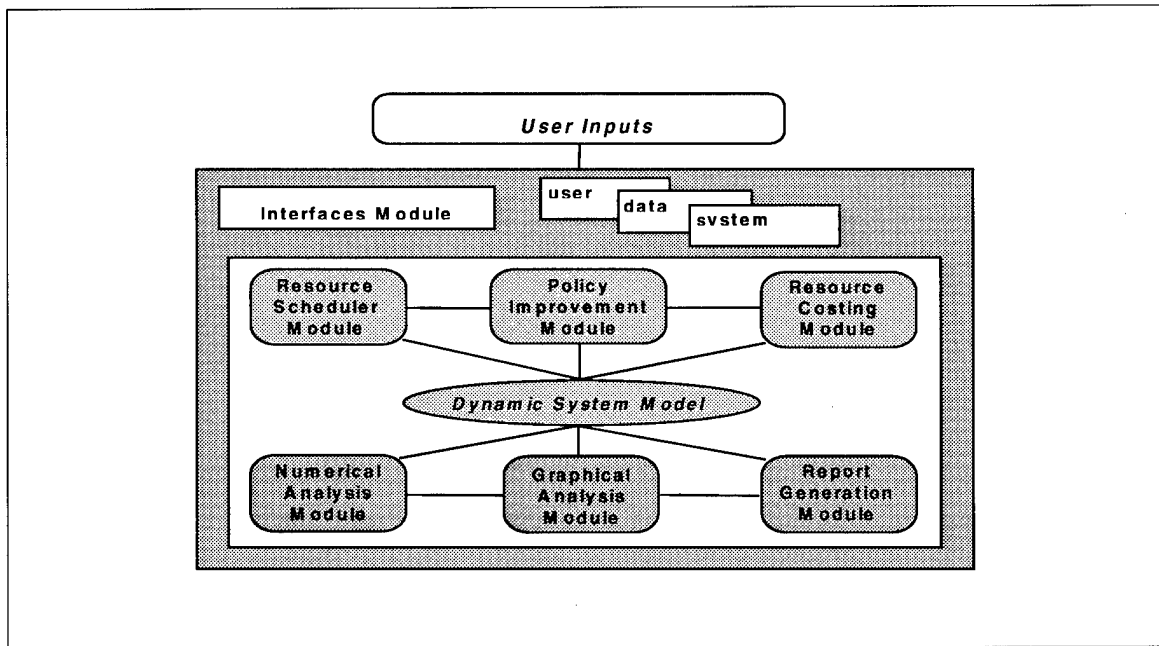 User Inputs
Interfaces Module
user
data
svstem
Resource
Scheduler
Module
Policy
Improvement
Module
Resource
Costing
Module
Dynamic System Model
Numerical
Analysis
Module
Graphical
Analysis
Module
Report
Generation
Module